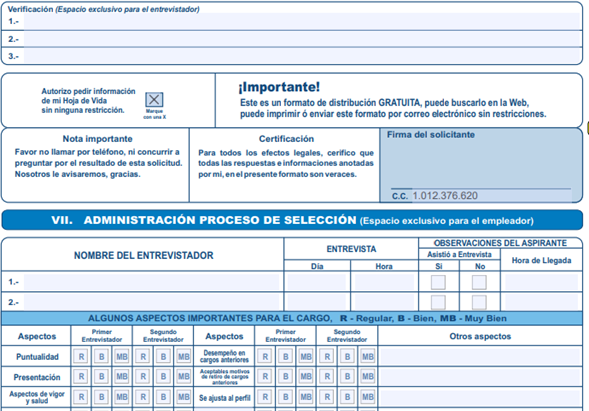 Verificación (Espacio exclusivo para el entrevistador)
1.-
2.-
3.-
Autorizo pedir información
de mi Hoja de Vida
sin ninguna restricción.
X
Marque
con una X
¡Importante!
Este es un formato de distribución GRATUITA, puede buscarlo en la Web,
puede imprimir ó enviar este formato por correo electrónico sin restricciones.
Nota importante
Favor no llamar por teléfono, ni concurrir a
preguntar por el resultado de esta solicitud.
Nosotros le avisaremos, gracias.
Certificación
Para todos los efectos legales, certifico que
todas las respuestas e informaciones anotadas
por mi, en el presente formato son veraces.
Firma del solicitante
C.C. 1.012.376.620
VII. ADMINISTRACIÓN PROCESO DE SELECCIÓN (Espacio exclusivo para el empleador)
NOMBRE DEL ENTREVISTADOR
ENTREVISTA
Día Hora
OBSERVACIONES DEL ASPIRANTE
Asistió a Entrevista
Si No
Hora de Llegada
1.-
2.-
ALGUNOS ASPECTOS IMPORTANTES PARA EL CARGO, R - Regular, B - Bien, MB - Muy Bien
Aspectos
Primer
Entrevistador
Segundo
Entrevistador
Aspectos
Primer
Entrevistador
Segundo
Entrevistador
Otros aspectos
Puntualidad R B MB R B MB
Desempeño en
cargos anteriores
R B MB R B MB
Presentación R B MB R B MB
Aceptables motivos
de retiro de cargos
anteriores
R B MB R B MB
Aspectos de vigor
y salud
R B MB R B MB
Se ajusta al perfil R B MB R B MB